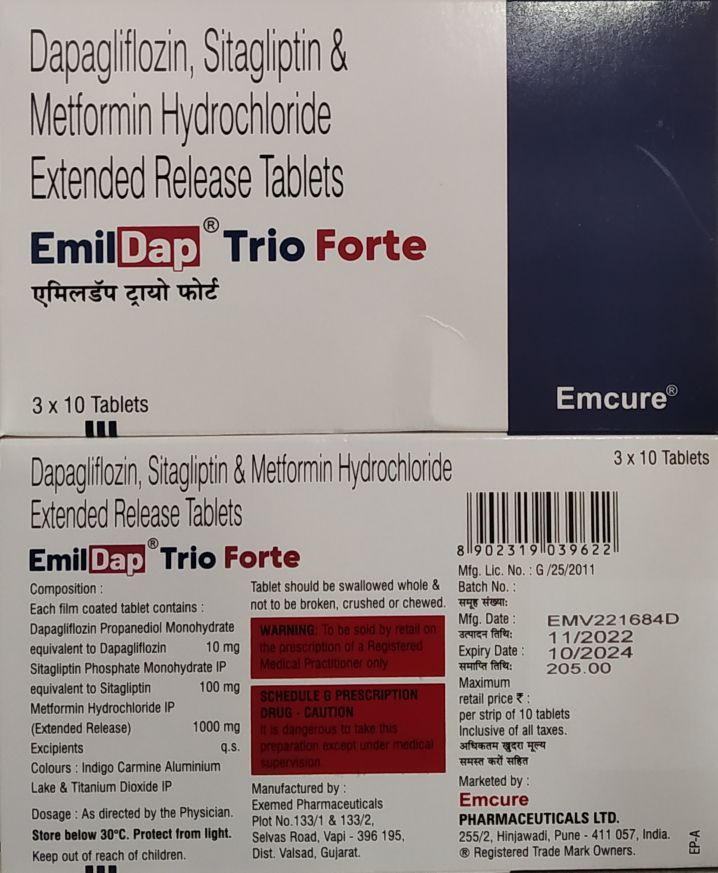 Dapagliflozin, Sitagliptin &
Metformin Hydrochloride
Extended Release Tablets
EmilDap® Trio Forte
एमिलडॅप ट्रायो फोर्ट
3 x 10 Tablets
Emcure®
Dapagliflozin, Sitagliptin & Metformin Hydrochloride
Extended Release Tablets
EmilDap® Trio Forte
Composition :
Each film coated tablet contains :
Dapagliflozin Propanediol Monohydrate
equivalent to Dapagliflozin 10 mg
Sitagliptin Phosphate Monohydrate IP
equivalent to Sitagliptin 100 mg
Metformin Hydrochloride IP
(Extended Release) 1000 mg
Excipients q.s.
Colours : Indigo Carmine Aluminium
Lake & Titanium Dioxide IP
Dosage : As directed by the Physician.
Store below 30°C. Protect from light.
Keep out of reach of children.
Tablet should be swallowed whole &
not to be broken, crushed or chewed.
WARNING: To be sold by retail on
the prescription of a Registered
Medical Practitioner only
SCHEDULE G PRESCRIPTION
DRUG - CAUTION
It is dangerous to take this
preparation except under medical
supervision.
Manufactured by :
Exemed Pharmaceuticals
Plot No.133/1 & 133/2,
Selvas Road, Vapi - 396 195,
Dist. Valsad, Gujarat.
3 x 10 Tablets
8 902319 039622
Mfg. Lic. No. : G /25/2011
Batch No. :
समूह संख्या:
Mfg. Date : EMV221684D
उत्पादन तिथि: 11/2022
Expiry Date : 10/2024
समाप्ति तिथि: 205.00
Maximum
retail price ₹ :
per strip of 10 tablets
Inclusive of all taxes.
अधिकतम खुदरा मूल्य
समस्त करों सहित
Marketed by :
Emcure
PHARMACEUTICALS LTD.
255/2, Hinjawadi, Pune - 411 057, India.
® Registered Trade Mark Owners.
EP-A